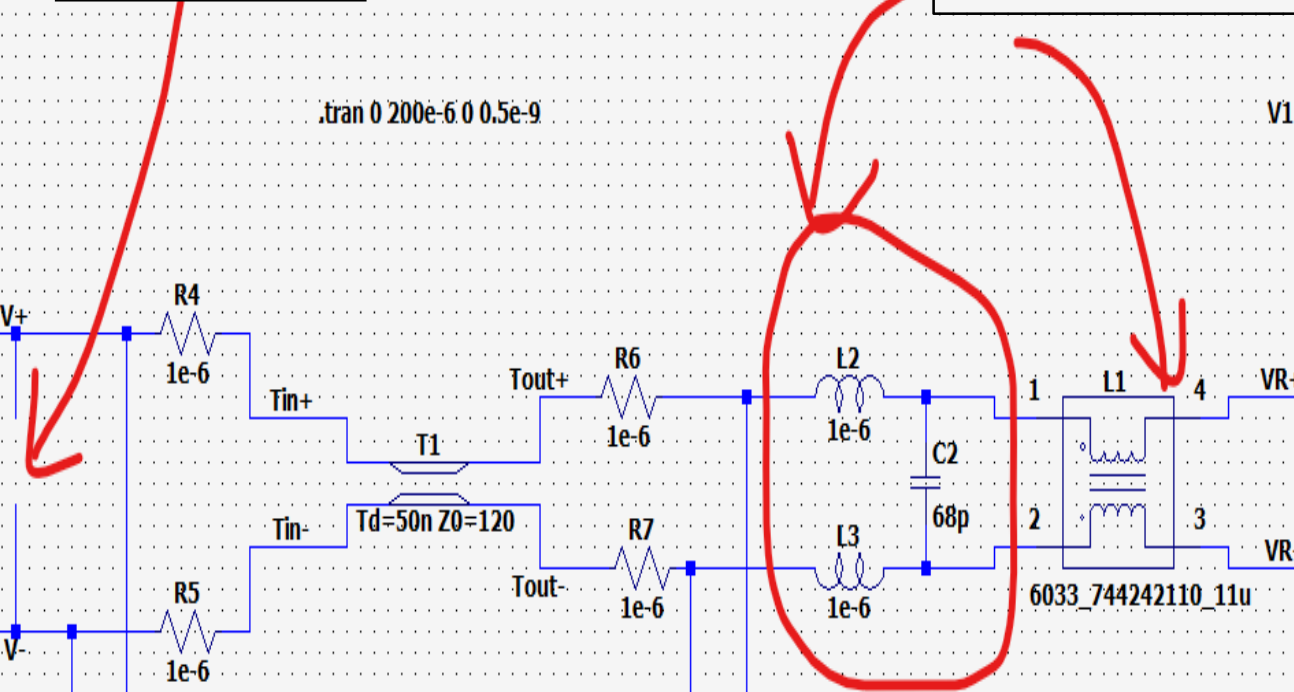 .tran 0 200e-6 0 0.5e-9
V1
R4
V+
1e-6
Tin+
T1
Td=50n Z0=120
Tin-
R5
V-
1e-6
Tout+
R6
1e-6
R7
Tout-
1e-6
L2
1e-6
C2
68p
L3
1e-6
1
L1
4
2
3
6033_744242110_11u
VR+
VR-